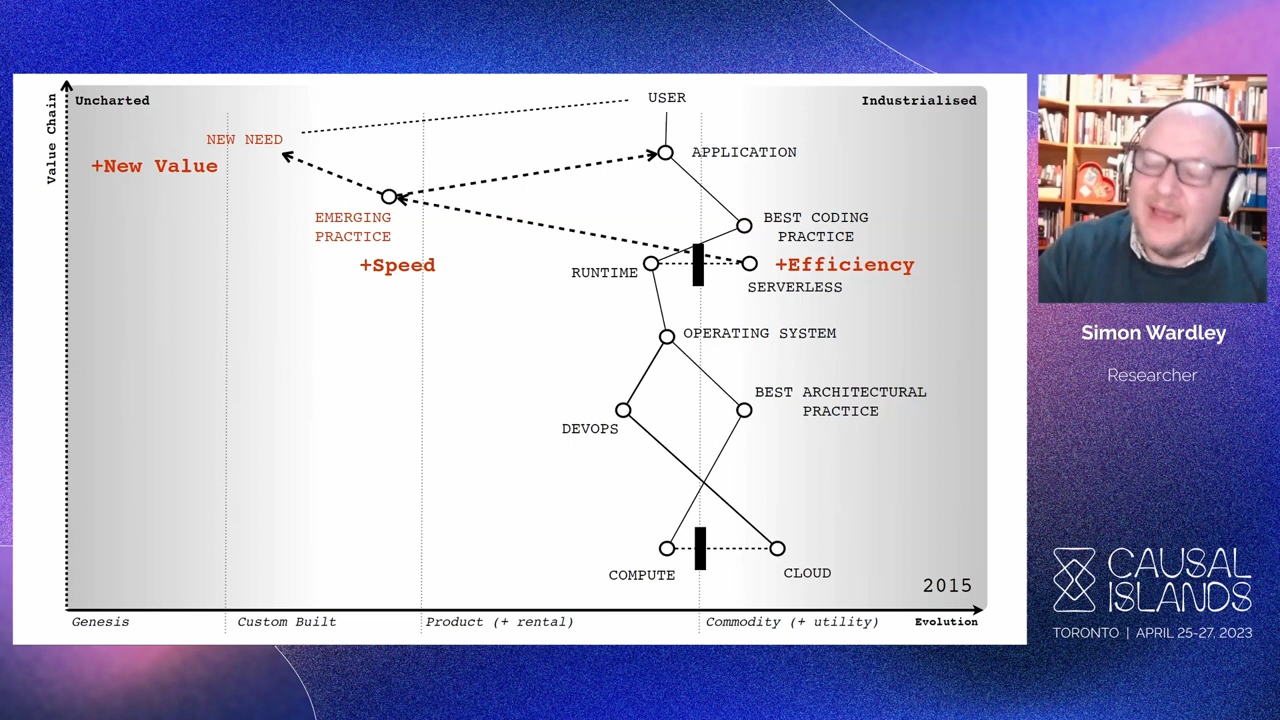 Value Chain
Uncharted
USER
Industrialised
NEW NEED
+New Value
APPLICATION
EMERGING
PRACTICE
BEST CODING
PRACTICE
+Speed
RUNTIME
+Efficiency
SERVERLESS
OPERATING SYSTEM
BEST ARCHITECTURAL
PRACTICE
DEVOPS
COMPUTE
CLOUD
2015
Genesis
Custom Built
Product (+ rental)
Commodity (+ utility)
Evolution
Simon Wardley
Researcher
CAUSAL
ISLANDS
TORONTO | APRIL 25-27, 2023